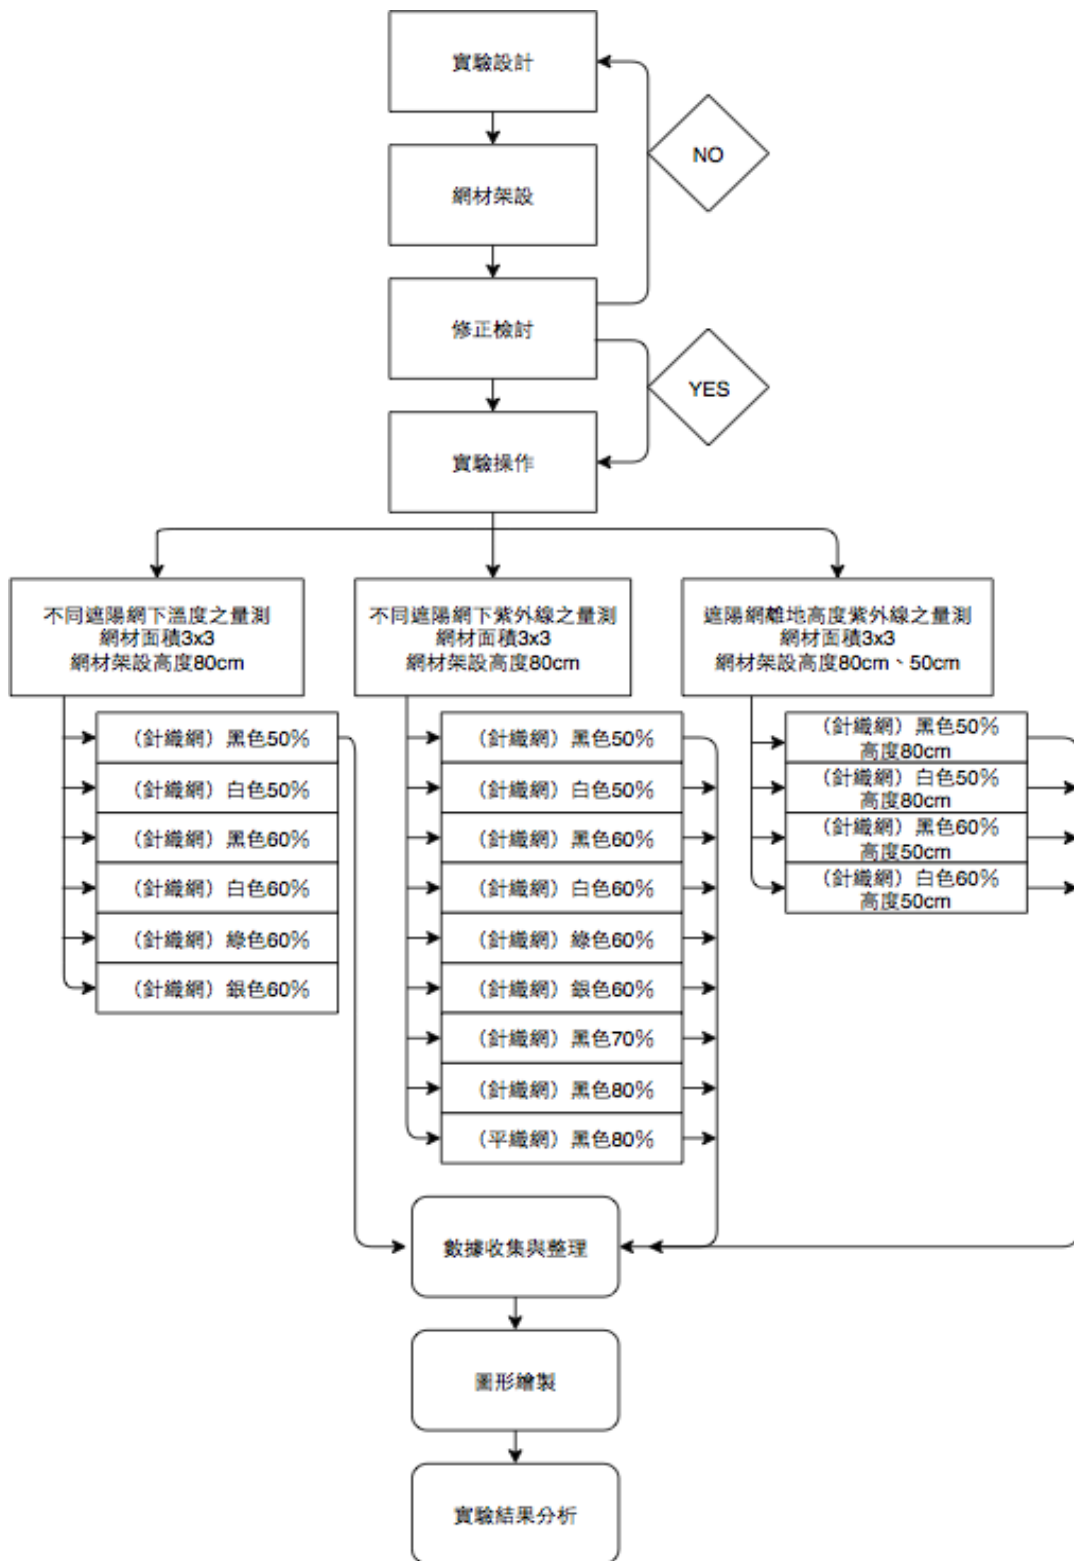 實驗設計
NO
網材架設
修正檢討
YES
實驗操作
不同遮陽網下溫度之量測
網材面積3x3
網材架設高度80cm
不同遮陽網下紫外線之量測
網材面積3x3
網材架設高度80cm
遮陽網離地高度紫外線之量測
網材面積3x3
網材架設高度80cm、50cm
（針織網）黑色50%
（針織網）白色50%
（針織網）黑色60%
（針織網）白色60%
（針織網）綠色60%
（針織網）銀色60%
（針織網）黑色50%
（針織網）白色50%
（針織網）黑色60%
（針織網）白色60%
（針織網）綠色60%
（針織網）銀色60%
（針織網）黑色70%
（針織網）黑色80%
（平織網）黑色80%
（針織網）黑色50%
高度80cm
（針織網）白色50%
高度80cm
（針織網）黑色60%
高度50cm
（針織網）白色60%
高度50cm
數據收集與整理
圖形繪製
實驗結果分析